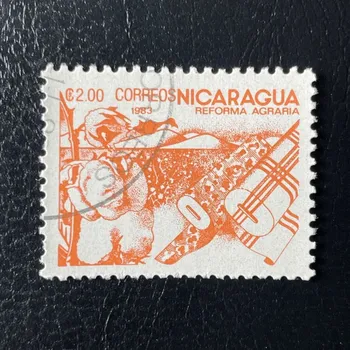 ₡2.00 CORREOS NICARAGUA
1983 REFORMA AGRARIA